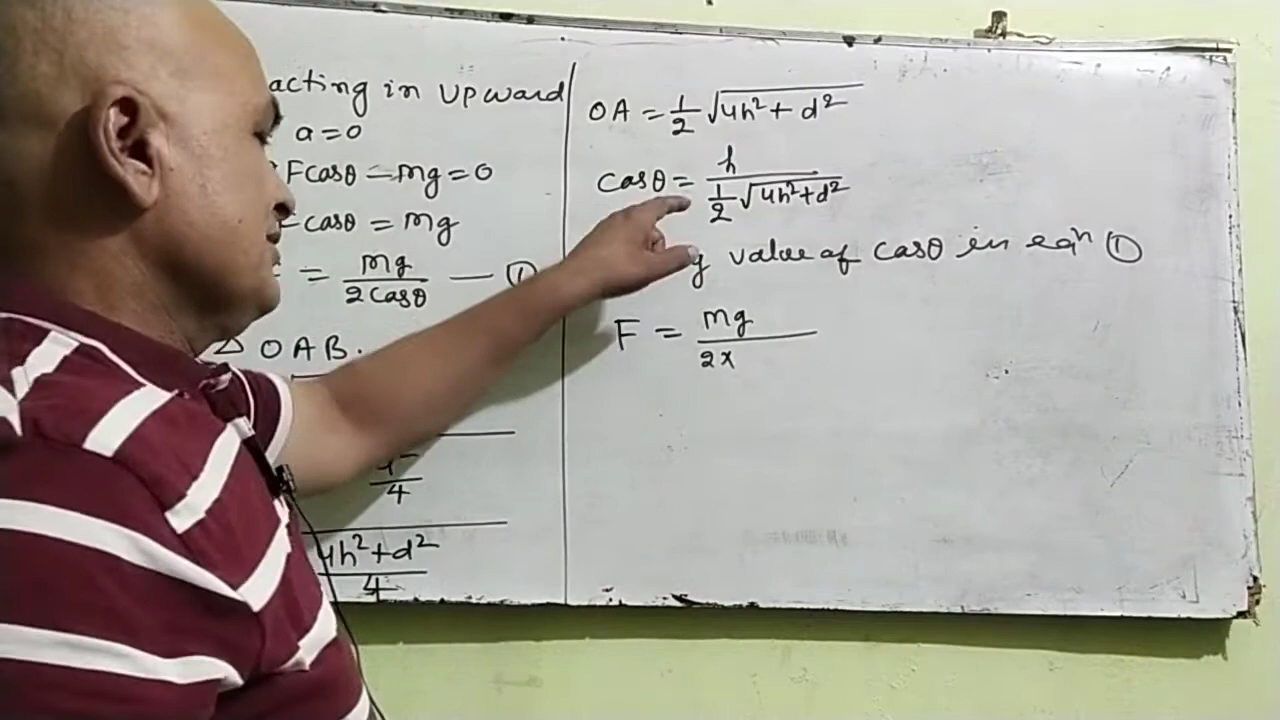 acting in upward
a=0
Fcosθ - mg = 0
Fcosθ = mg
= mg / 2cosθ — ①
△ OAB.
4
4h²+d² / 4
OA = 1/2 √4h²+d²
cosθ = h / 1/2 √4h²+d²
value of cosθ in eqⁿ ①
F = mg / 2x